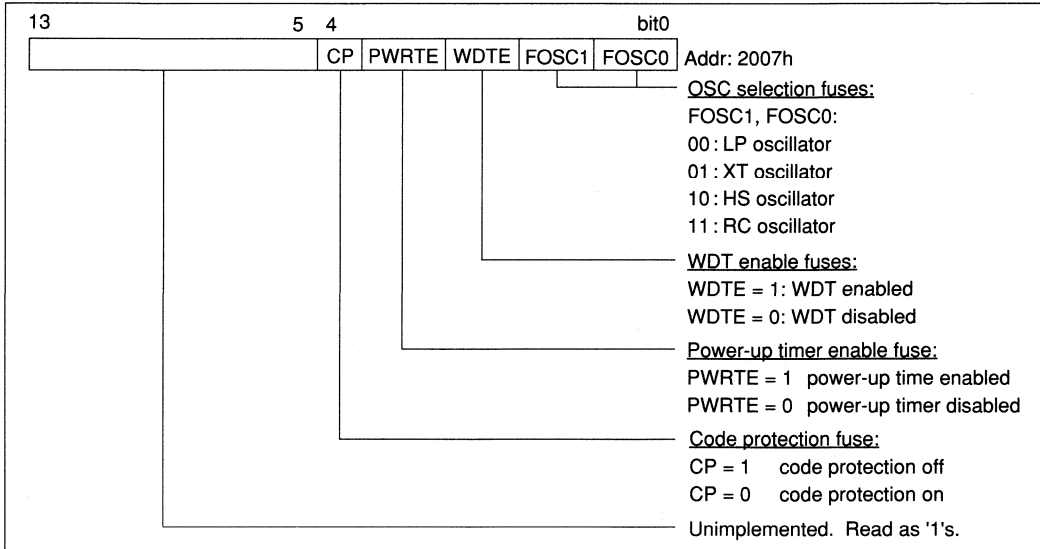 13 5 4 bit0
CP PWRTE WDTE FOSC1 FOSC0 Addr: 2007h
OSC selection fuses:
FOSC1, FOSC0:
00 : LP oscillator
01 : XT oscillator
10 : HS oscillator
11 : RC oscillator
WDT enable fuses:
WDTE = 1: WDT enabled
WDTE = 0: WDT disabled
Power-up timer enable fuse:
PWRTE = 1 power-up time enabled
PWRTE = 0 power-up timer disabled
Code protection fuse:
CP = 1 code protection off
CP = 0 code protection on
Unimplemented. Read as '1's.